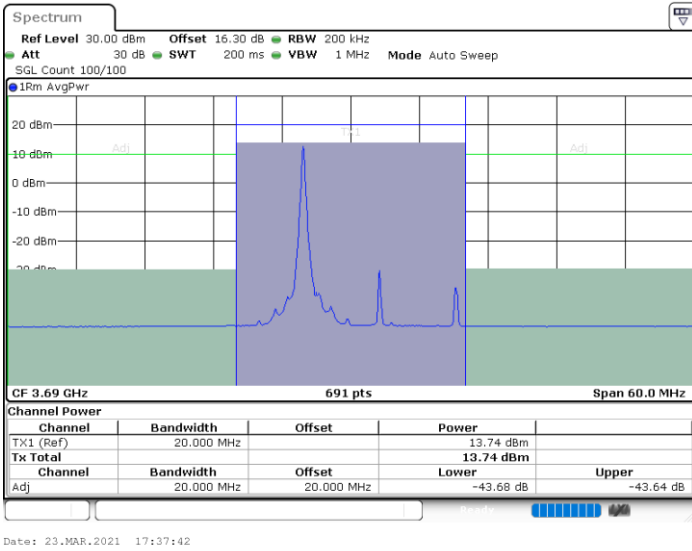 Spectrum
Ref Level 30.00 dBm Offset 16.30 dB RBW 200 kHz
Att 30 dB SWT 200 ms VBW 1 MHz Mode Auto Sweep
SGL Count 100/100
1Rm AvgPwr
20 dBm
TX1
10 dBm
Adj
Adj
0 dBm
-10 dBm
-20 dBm
-30 dBm
CF 3.69 GHz 691 pts Span 60.0 MHz
Channel Power
Channel Bandwidth Offset Power
TX1 (Ref) 20.000 MHz 13.74 dBm
Tx Total 13.74 dBm
Channel Bandwidth Offset Lower Upper
Adj 20.000 MHz 20.000 MHz -43.68 dB -43.64 dB
Ready
Date: 23.MAR.2021 17:37:42